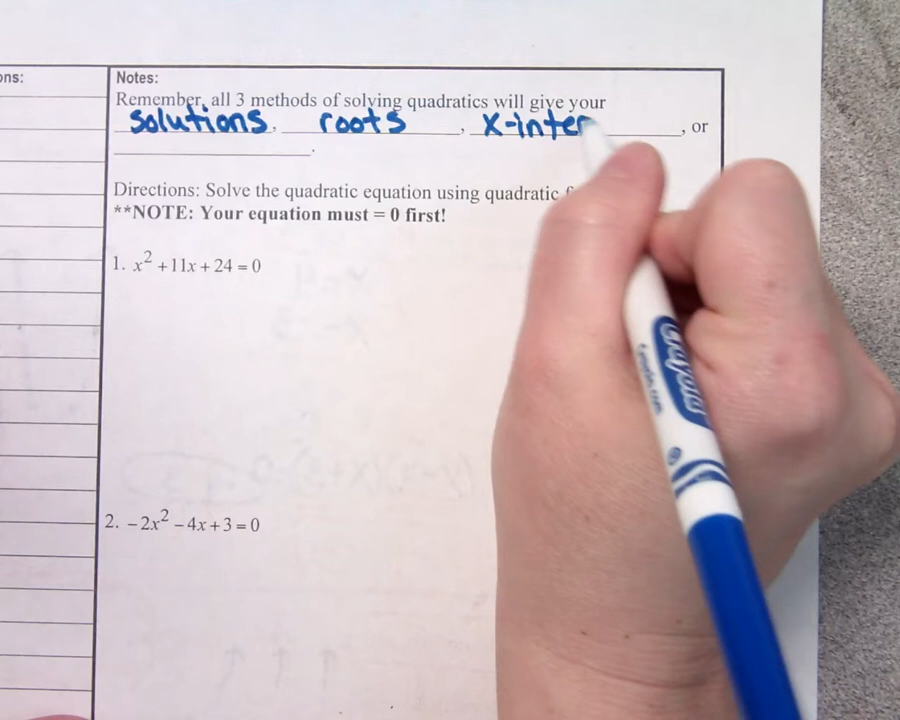 ons:
Notes:
Remember, all 3 methods of solving quadratics will give your
solutions, roots, x-inter, or
.
Directions: Solve the quadratic equation using quadratic
**NOTE: Your equation must = 0 first!
1. x² + 11x + 24 = 0
2. −2x² − 4x + 3 = 0
Crayola